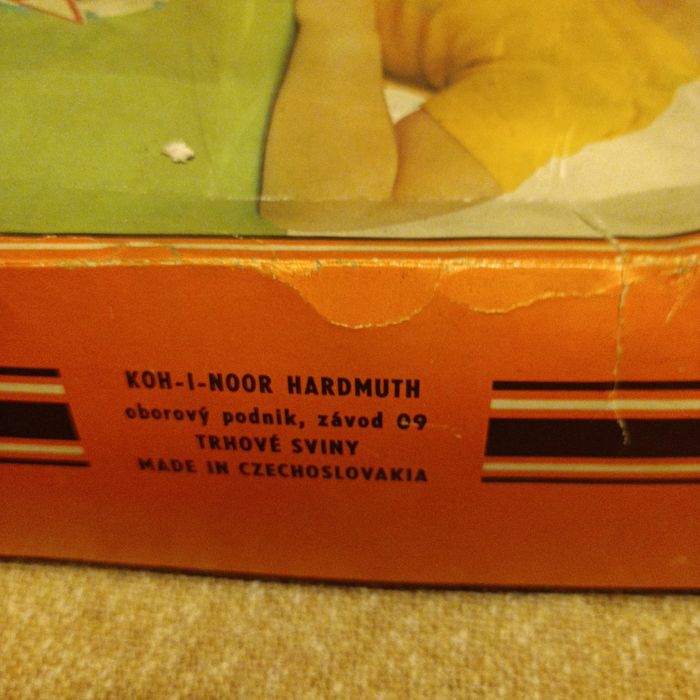 KOH-I-NOOR HARDMUTH
oborový podnik, závod 09
TRHOVÉ SVINY
MADE IN CZECHOSLOVAKIA